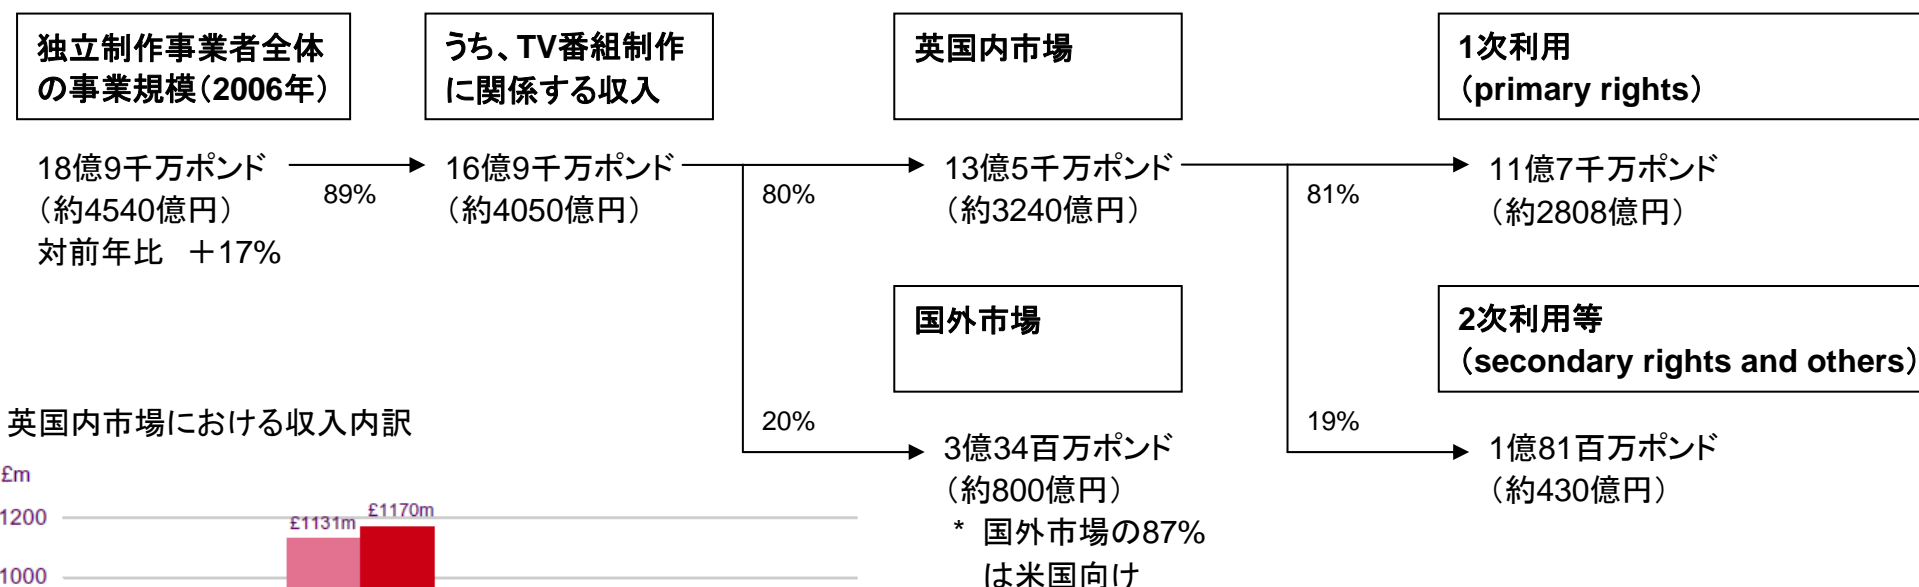 独立制作事業者全体
の事業規模（2006年）
うち、TV番組制作
に関係する収入
英国内市場
1次利用
（primary rights）
18億9千万ポンド
（約4540億円）
対前年比　＋17%
89%
16億9千万ポンド
（約4050億円）
80%
13億5千万ポンド
（約3240億円）
81%
11億7千万ポンド
（約2808億円）
国外市場
2次利用等
（secondary rights and others）
20%
3億34百万ポンド
（約800億円）
* 国外市場の87%
は米国向け
19%
1億81百万ポンド
（約430億円）
英国内市場における収入内訳
£m
1200
£1131m
£1170m
1000